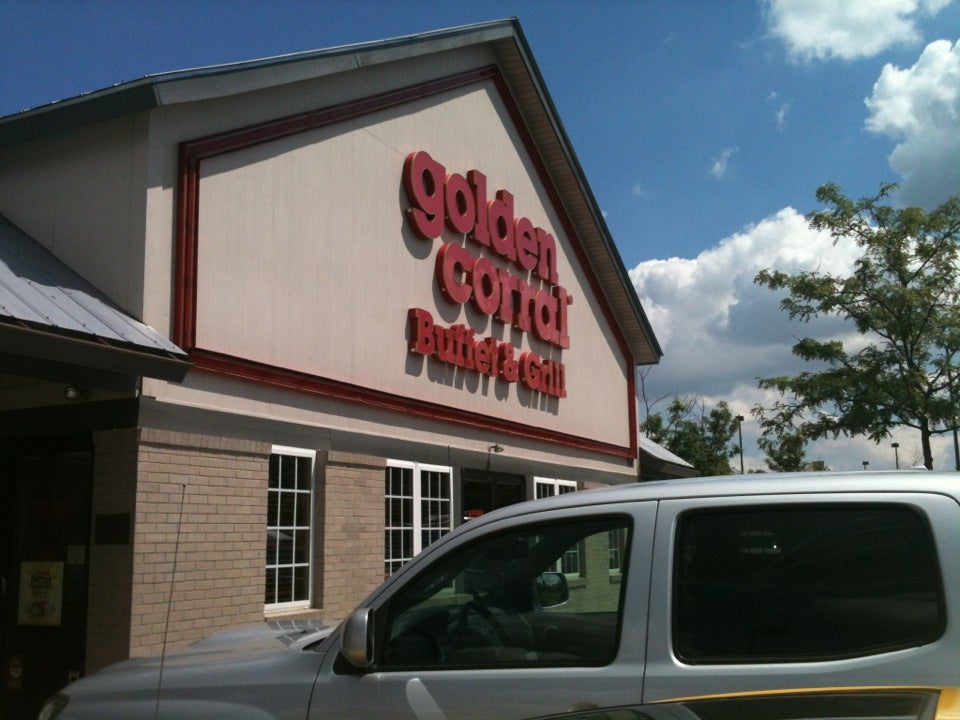 golden
corral
Buffet & Grill